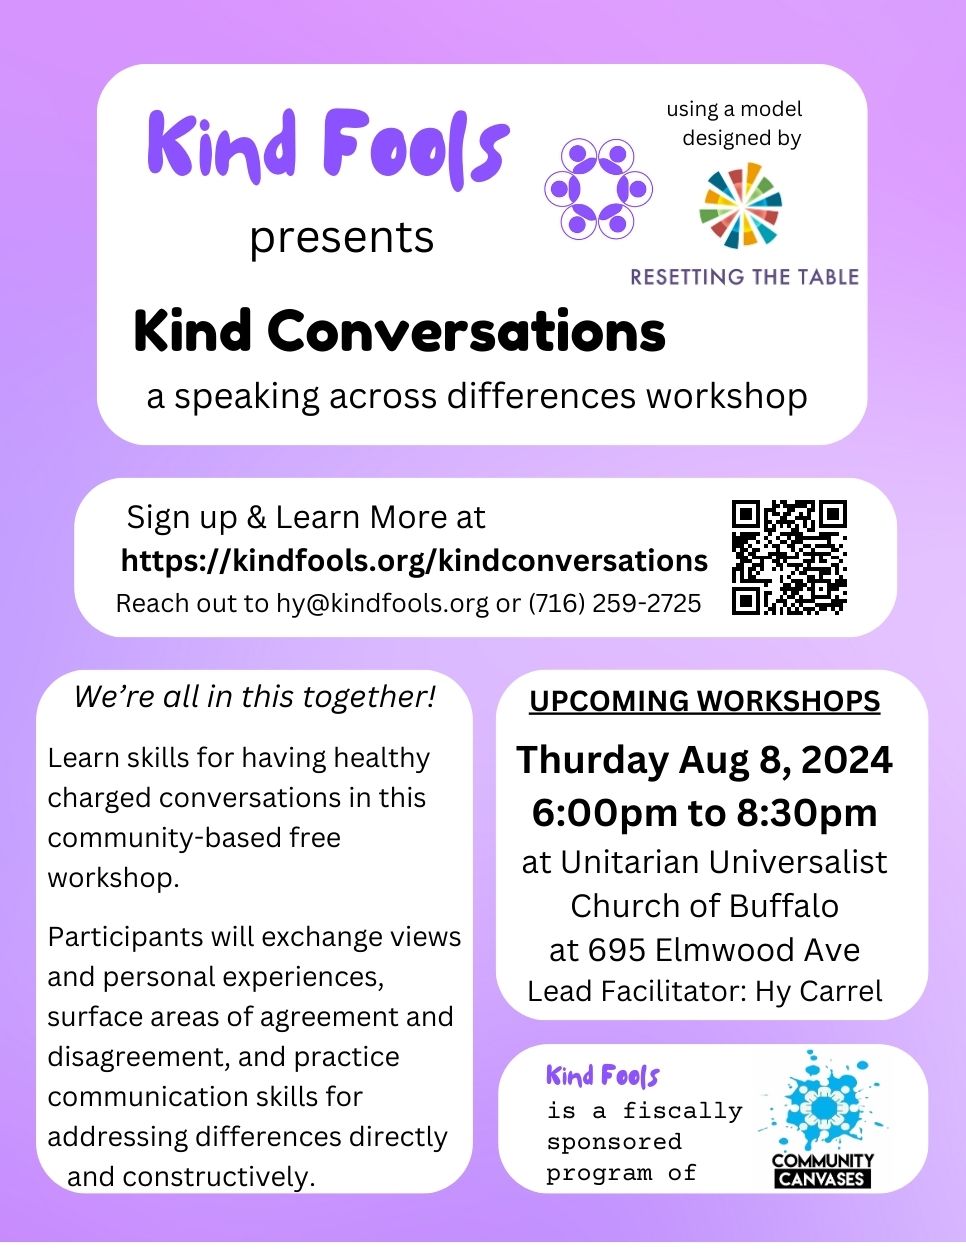 Kind Fools
presents
using a model
designed by
RESETTING THE TABLE
Kind Conversations
a speaking across differences workshop
Sign up & Learn More at
https://kindfools.org/kindconversations
Reach out to hy@kindfools.org or (716) 259-2725
We’re all in this together!
Learn skills for having healthy
charged conversations in this
community-based free
workshop.
Participants will exchange views
and personal experiences,
surface areas of agreement and
disagreement, and practice
communication skills for
addressing differences directly
and constructively.
UPCOMING WORKSHOPS
Thurday Aug 8, 2024
6:00pm to 8:30pm
at Unitarian Universalist
Church of Buffalo
at 695 Elmwood Ave
Lead Facilitator: Hy Carrel
Kind Fools
is a fiscally
sponsored
program of
COMMUNITY
CANVASES